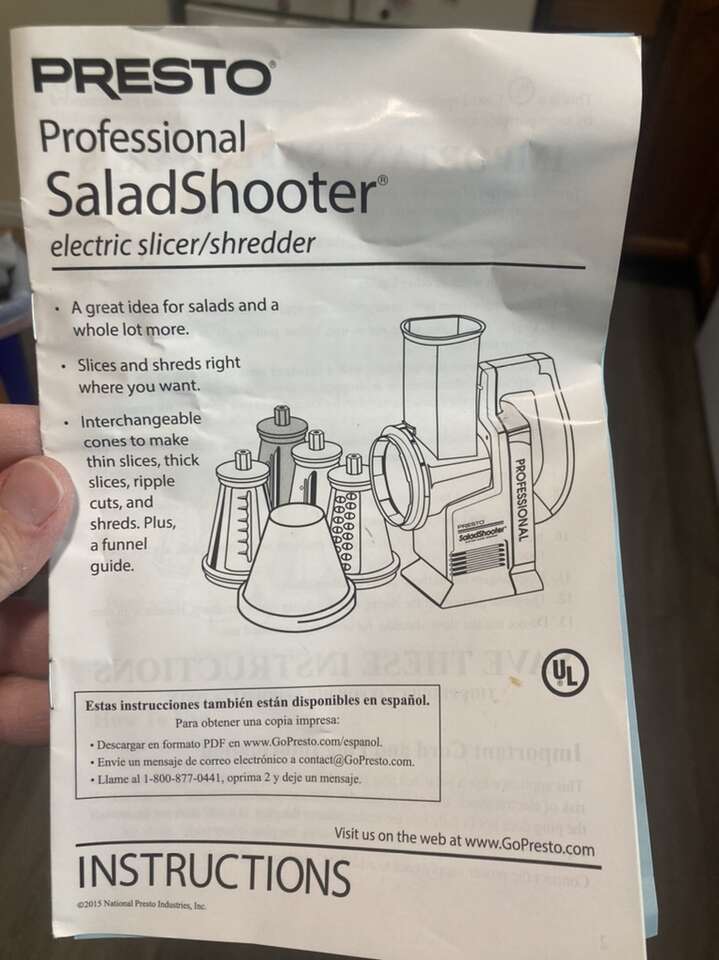 PRESTO®
Professional
SaladShooter®
electric slicer/shredder
• A great idea for salads and a
whole lot more.
• Slices and shreds right
where you want.
• Interchangeable
cones to make
thin slices, thick
slices, ripple
cuts, and
shreds. Plus,
a funnel
guide.
PROFESSIONAL
PRESTO
SaladShooter
UL
Estas instrucciones también están disponibles en español.
Para obtener una copia impresa:
• Descargar en formato PDF en www.GoPresto.com/espanol.
• Envíe un mensaje de correo electrónico a contact@GoPresto.com.
• Llame al 1-800-877-0441, oprima 2 y deje un mensaje.
Visit us on the web at www.GoPresto.com
INSTRUCTIONS
©2015 National Presto Industries, Inc.